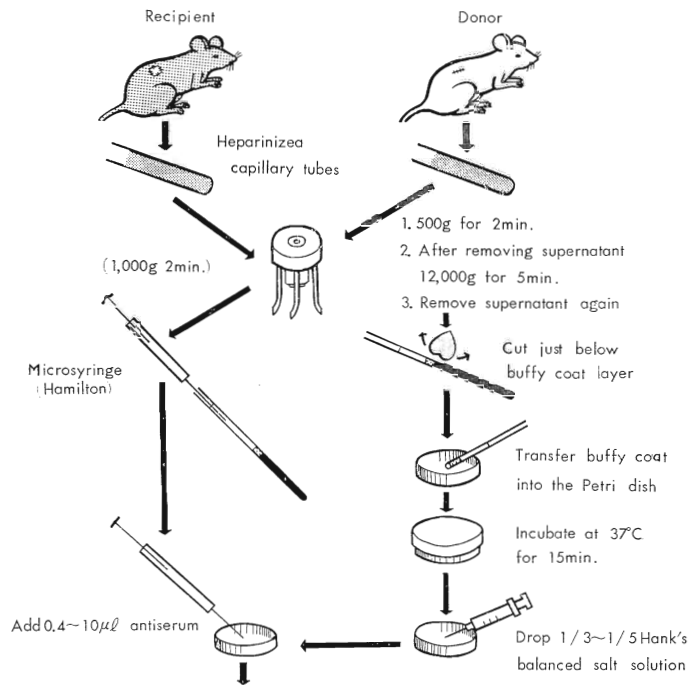 Recipient
Donor
Heparinizea
capillary tubes
1. 500g for 2min.
2. After removing supernatant
12,000g for 5min.
3. Remove supernatant again
(1,000g 2min.)
Cut just below
buffy coat layer
Microsyringe
(Hamilton)
Transfer buffy coat
into the Petri dish
Incubate at 37°C
for 15min.
Add 0.4~10μℓ antiserum
Drop 1/3~1/5 Hank's
balanced salt solution